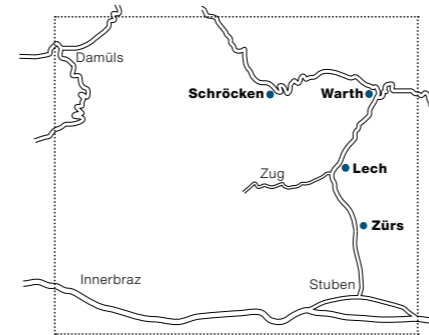 Damüls
Schröcken
Warth
Lech
Zug
Zürs
Innerbraz
Stuben